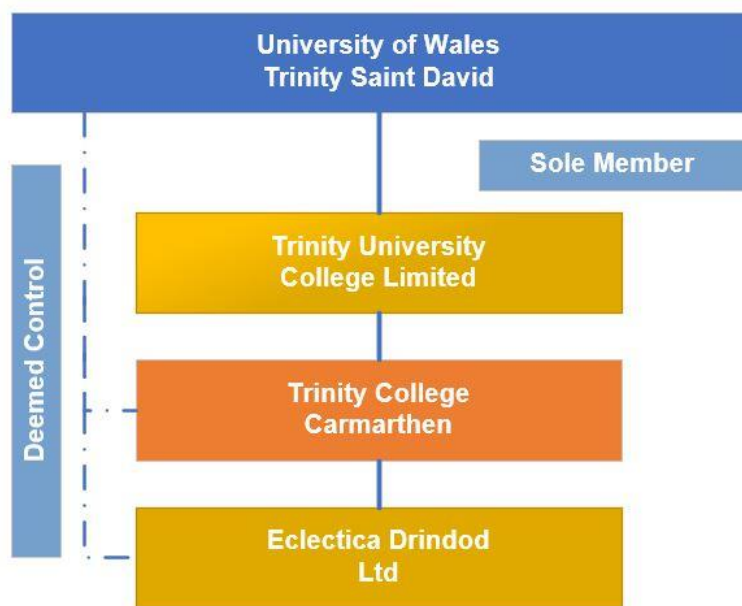 University of Wales
Trinity Saint David
Sole Member
Trinity University
College Limited
Deemed Control
Trinity College
Carmarthen
Eclectica Drindod
Ltd